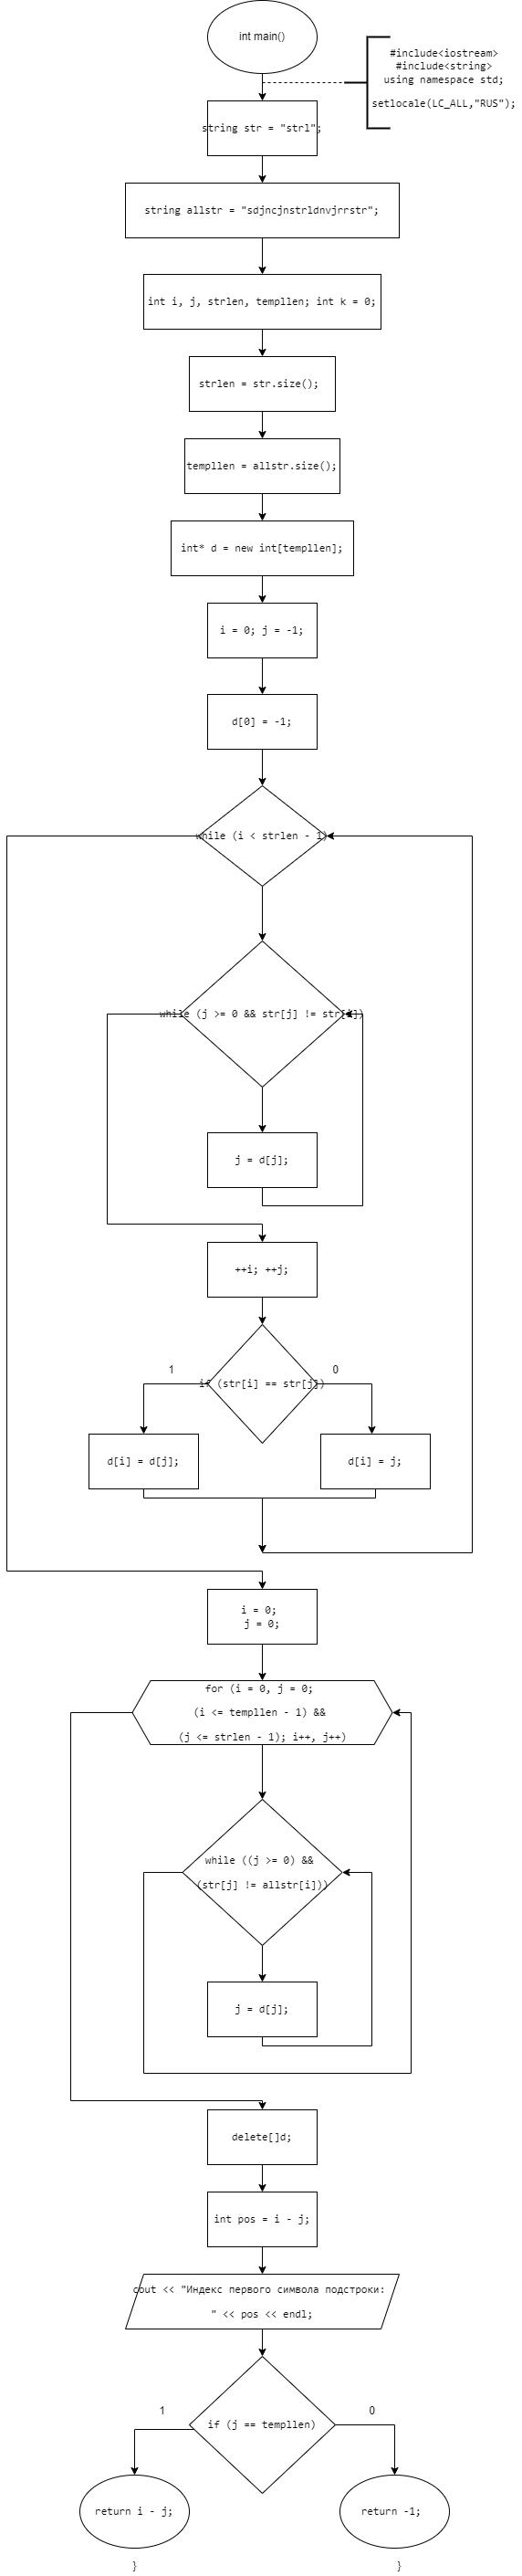 int main()
#include<iostream>
#include<string>
using namespace std;
setlocale(LC_ALL,"RUS");
string str = "strl";
string allstr = "sdjncjnstrldnvjrrstr";
int i, j, strlen, templlen; int k = 0;
strlen = str.size();
templlen = allstr.size();
int* d = new int[templlen];
i = 0; j = -1;
d[0] = -1;
while (i < strlen - 1)
while (j >= 0 && str[j] != str[i])
j = d[j];
++i; ++j;
if (str[i] == str[j])
1
0
d[i] = d[j];
d[i] = j;
i = 0;
j = 0;
for (i = 0, j = 0;
(i <= templlen - 1) &&
(j <= strlen - 1); i++, j++)
while ((j >= 0) &&
(str[j] != allstr[i]))
j = d[j];
delete[]d;
int pos = i - j;
cout << "Индекс первого символа подстроки:
" << pos << endl;
if (j == templlen)
1
0
return i - j;
return -1;
}
}